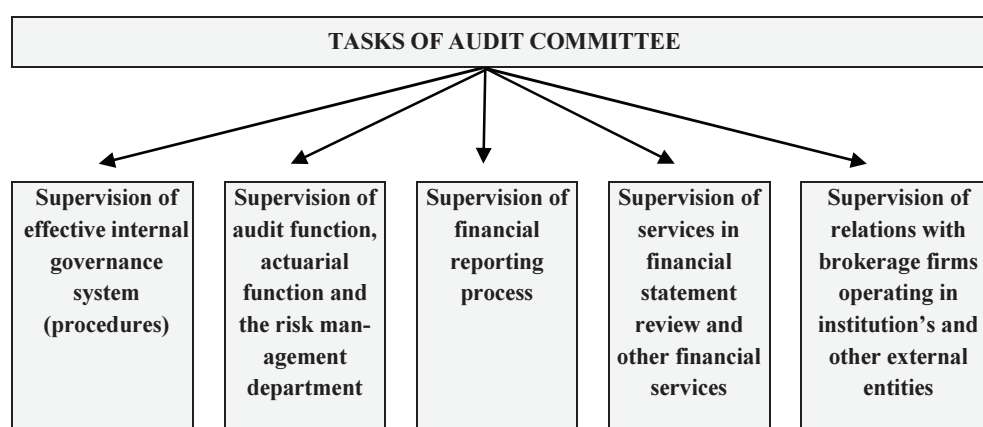 TASKS OF AUDIT COMMITTEE
Supervision of
effective internal
governance
system
(procedures)
Supervision of
audit function,
actuarial
function and
the risk man-
agement
department
Supervision of
financial
reporting
process
Supervision of
services in
financial
statement
review and
other financial
services
Supervision of
relations with
brokerage firms
operating in
institution’s and
other external
entities